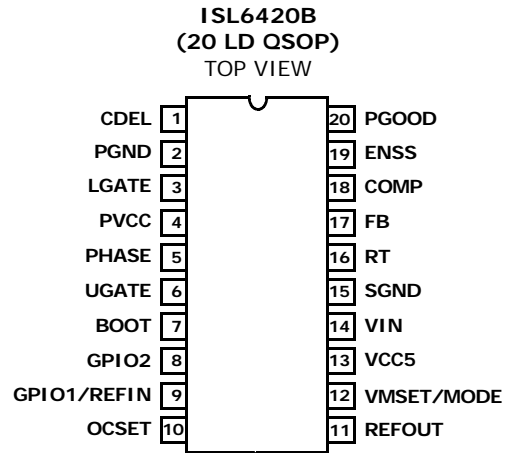 ISL6420B
(20 LD QSOP)
TOP VIEW
CDEL 1 20 PGOOD
PGND 2 19 ENSS
LGATE 3 18 COMP
PVCC 4 17 FB
PHASE 5 16 RT
UGATE 6 15 SGND
BOOT 7 14 VIN
GPIO2 8 13 VCC5
GPIO1/REFIN 9 12 VMSET/MODE
OCSET 10 11 REFOUT